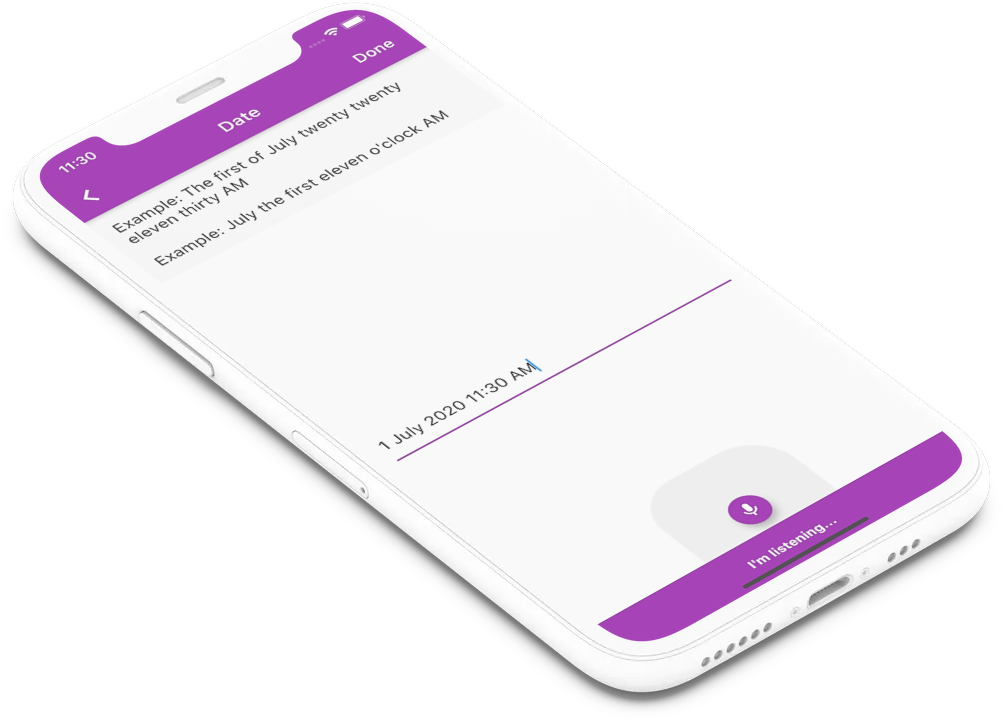 11:30
Date
Done
Example: The first of July twenty twenty
eleven thirty AM
Example: July the first eleven o'clock AM
1 July 2020 11:30 AM
I'm listening...